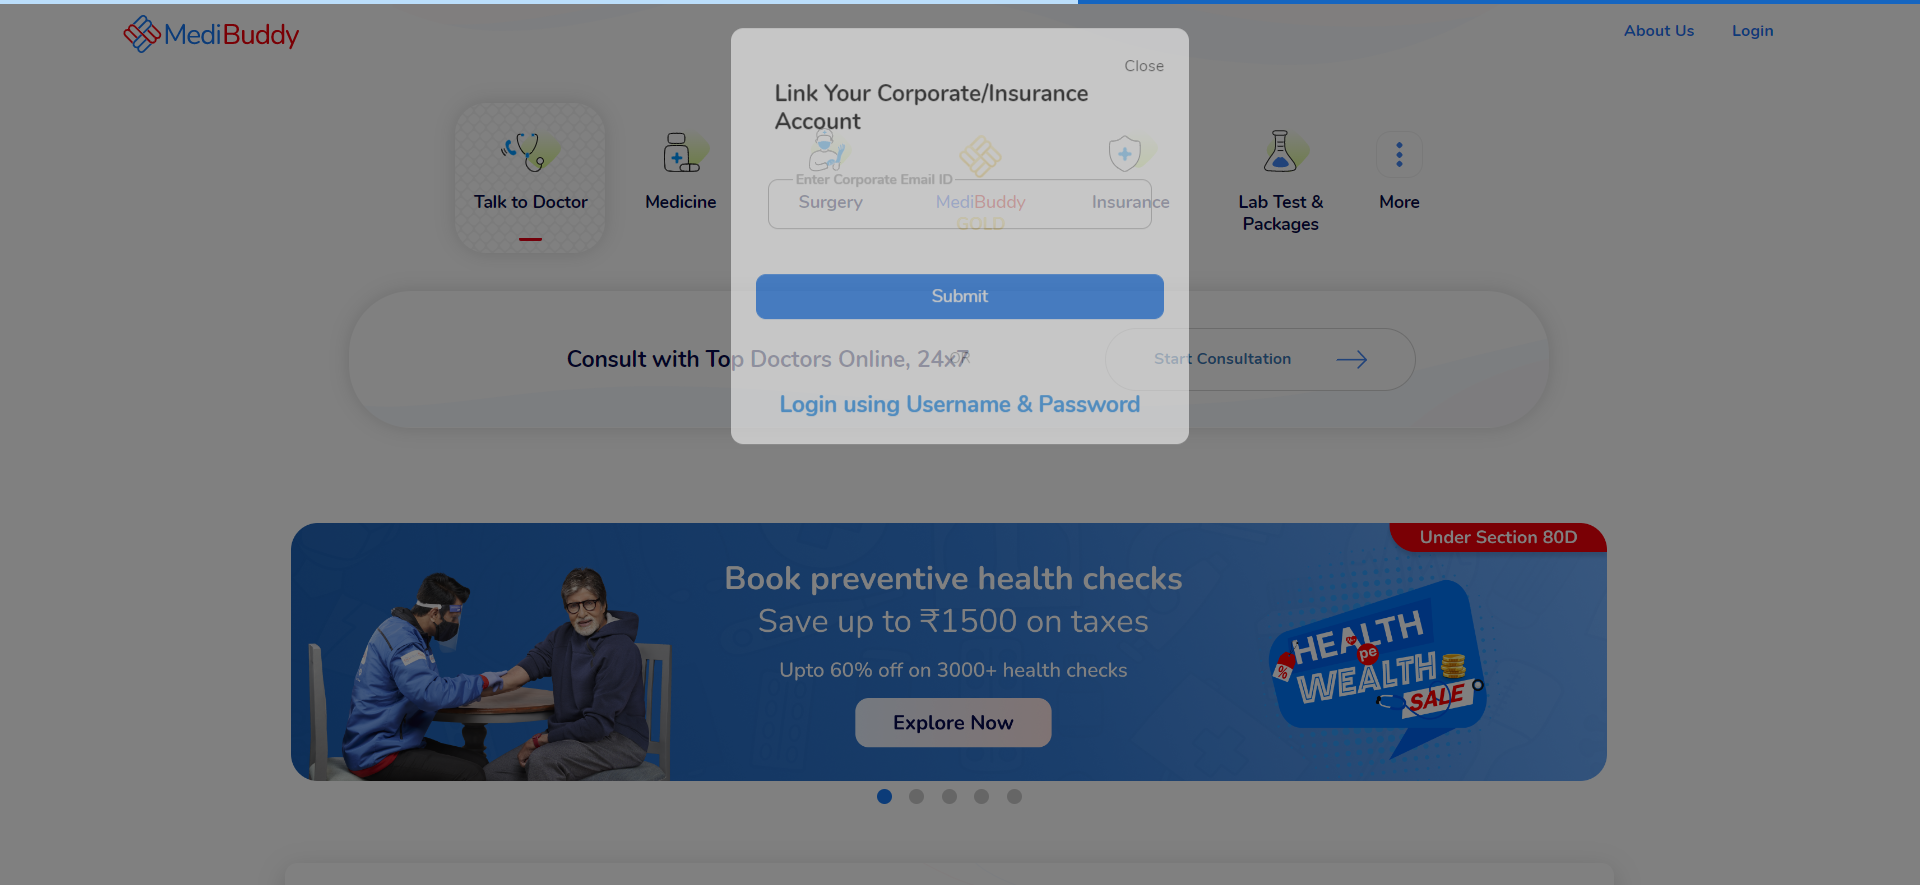 MediBuddy
About Us
Login
Close
Link Your Corporate/Insurance
Account
Enter Corporate Email ID
Talk to Doctor
Medicine
Surgery
MediBuddy
GOLD
Insurance
Lab Test &
Packages
More
Submit
Consult with Top Doctors Online, 24x7
OR
Start Consultation
Login using Username & Password
Under Section 80D
Book preventive health checks
Save up to ₹1500 on taxes
Upto 60% off on 3000+ health checks
Explore Now
HEALTH
pe
%
WEALTH
SALE